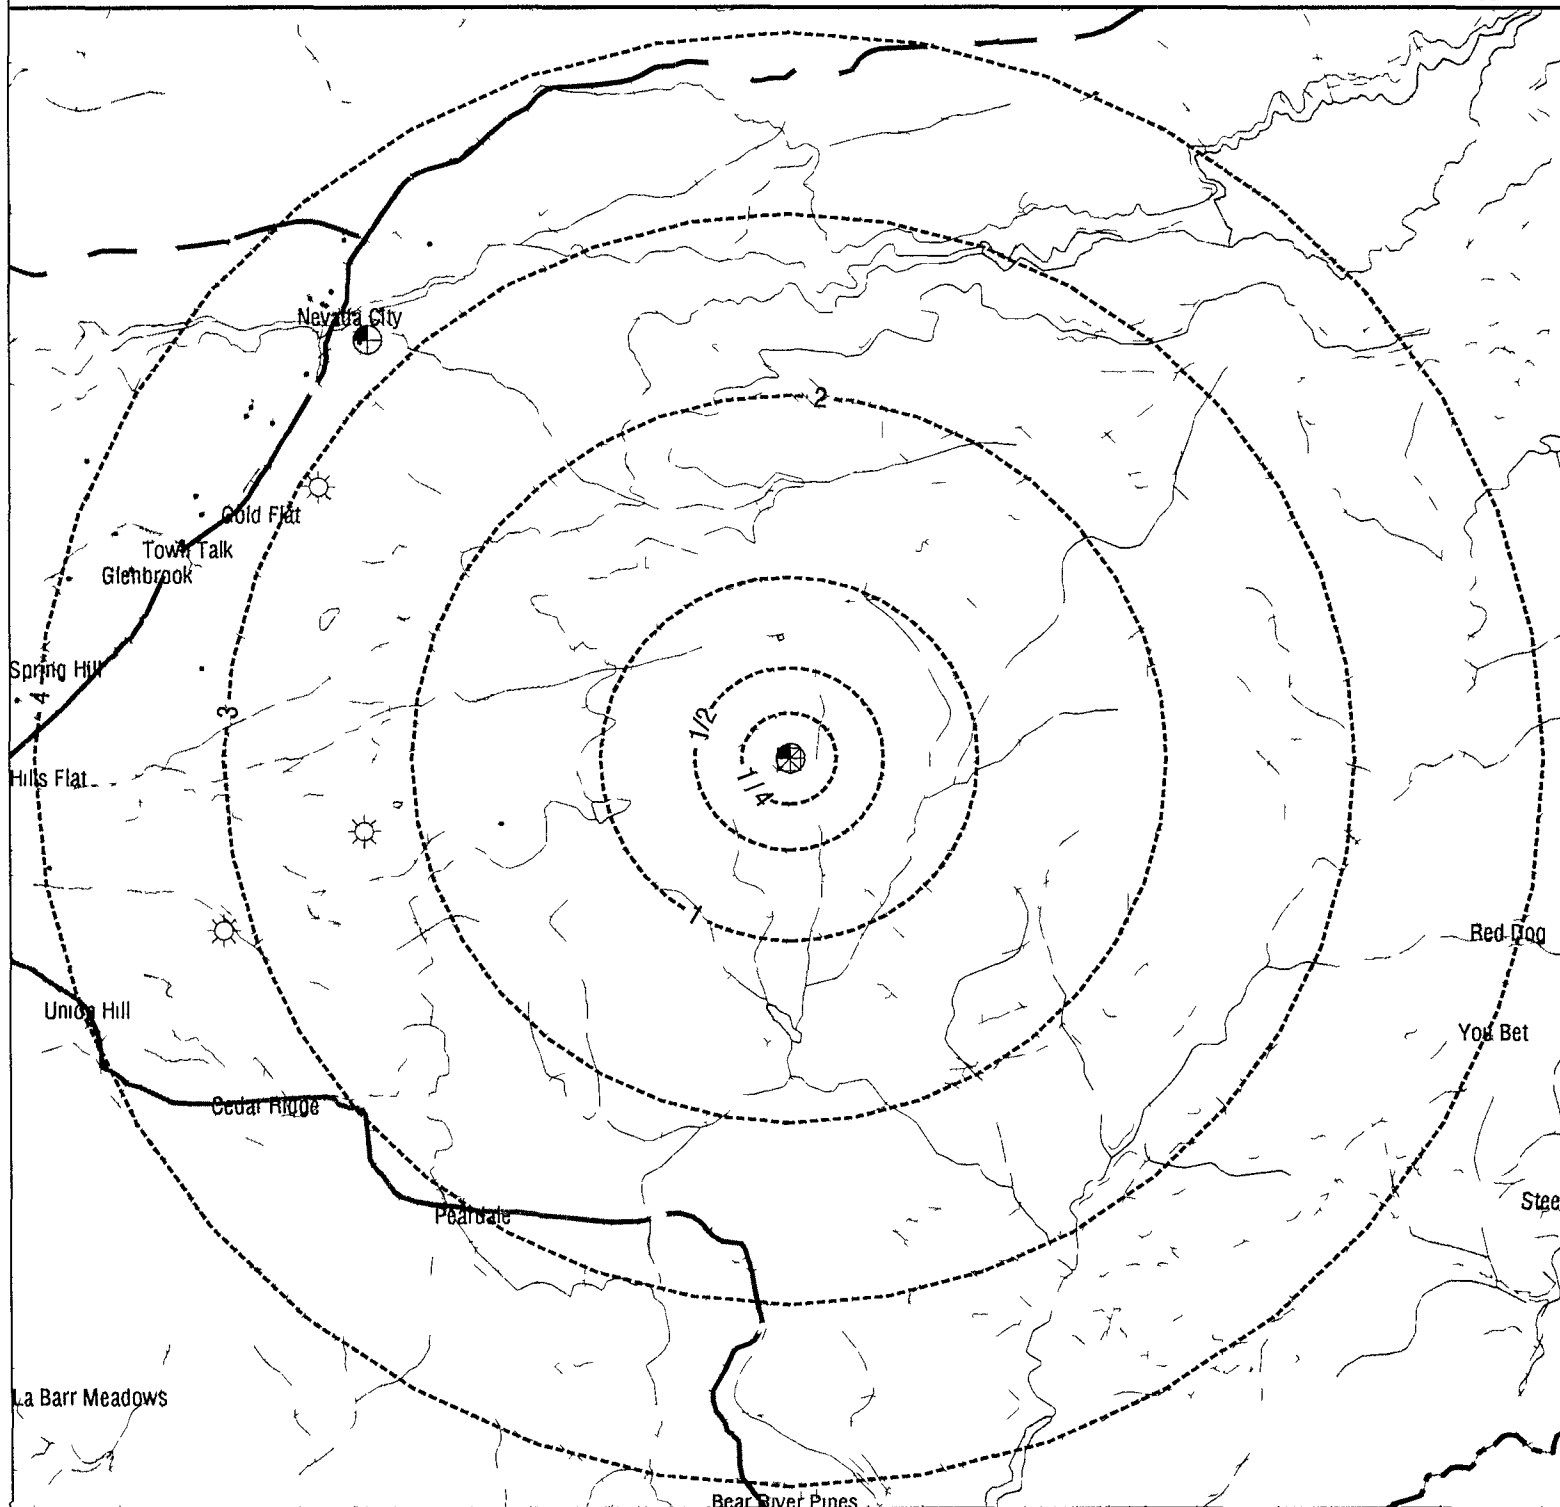 Nevada City
2
Gold Flat
Town Talk
Glenbrook
Spring Hill
4
3
1/2
Hills Flat
1/4
1
Red Dog
Union Hill
You Bet
Cedar Ridge
Stee
Peardale
La Barr Meadows
Bear River Pines